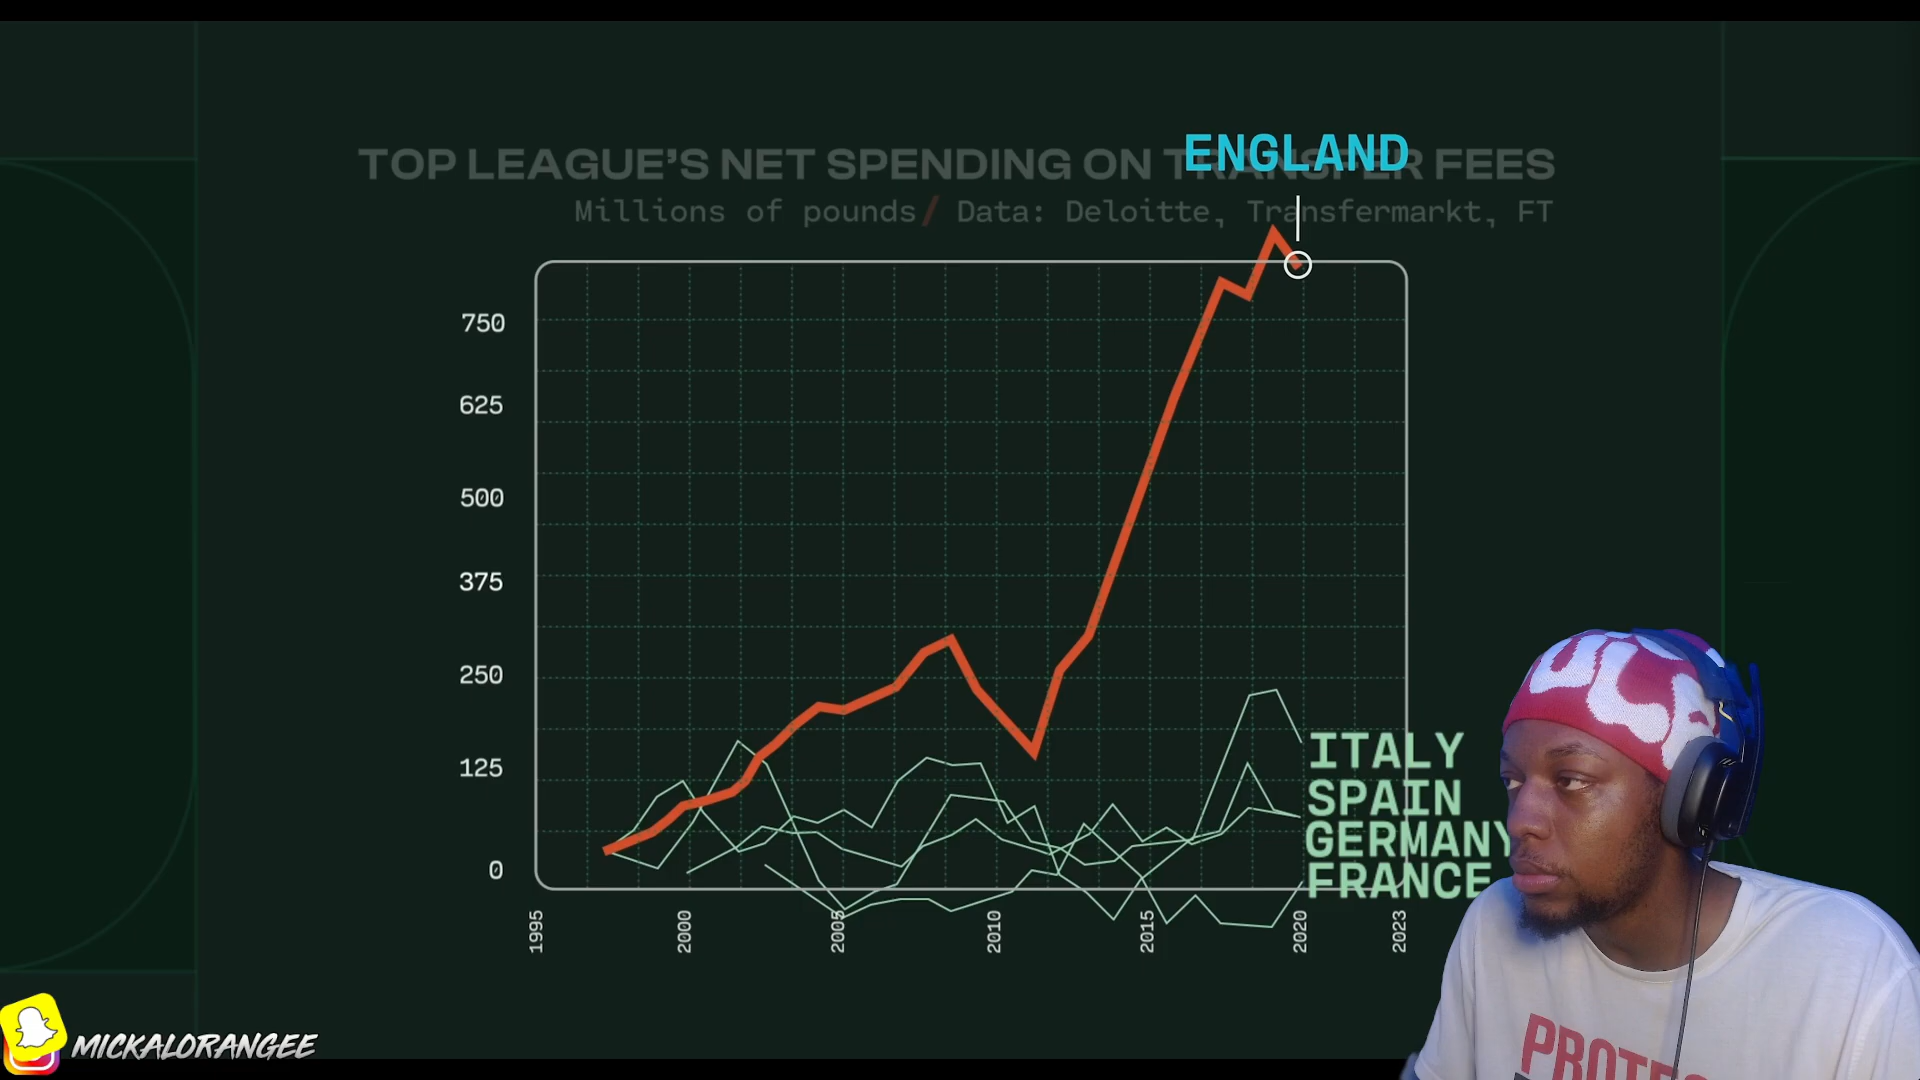 ENGLAND
TOP LEAGUE'S NET SPENDING ON TRANSFER FEES
Millions of pounds/ Data: Deloitte, Transfermarkt, FT
750
625
500
375
250
125
0
ITALY
SPAIN
GERMANY
FRANCE
1995
2000
2005
2010
2015
2020
2023
MICKALORANGEE